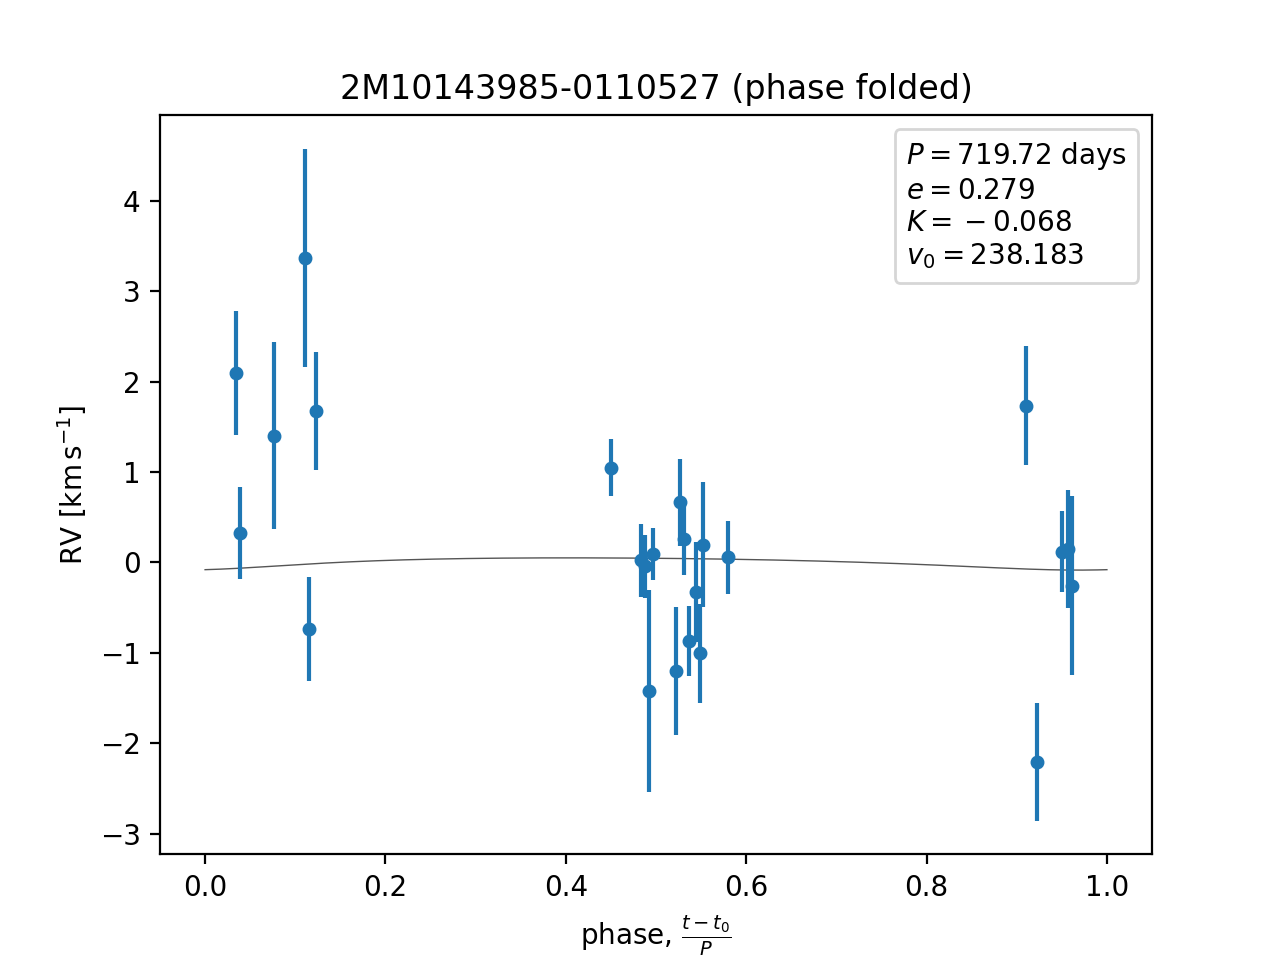 2M10143985-0110527 (phase folded)
P = 719.72 days
e = 0.279
K = −0.068
v₀ = 238.183
RV [km s⁻¹]
4
3
2
1
0
−1
−2
−3
0.0 0.2 0.4 0.6 0.8 1.0
phase, (t − t₀)/P